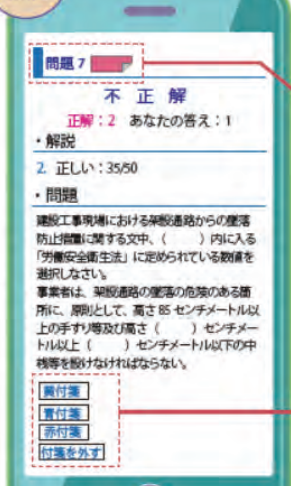 問題 7
不 正 解
正解：2 あなたの答え：1
・解説
2. 正しい：35/50
・問題
建設工事現場における架設通路からの墜落
防止措置に関する文中、（　　）内に入る
「労働安全衛生法」に定められている数値を
選択しなさい。
事業者は、架設通路の墜落の危険のある箇
所に、原則として、高さ 85 センチメートル以
上の手すり等及び高さ（　　）センチメー
トル以上（　　）センチメートル以下の中
桟等を設けなければならない。
黄付箋
青付箋
赤付箋
付箋を外す